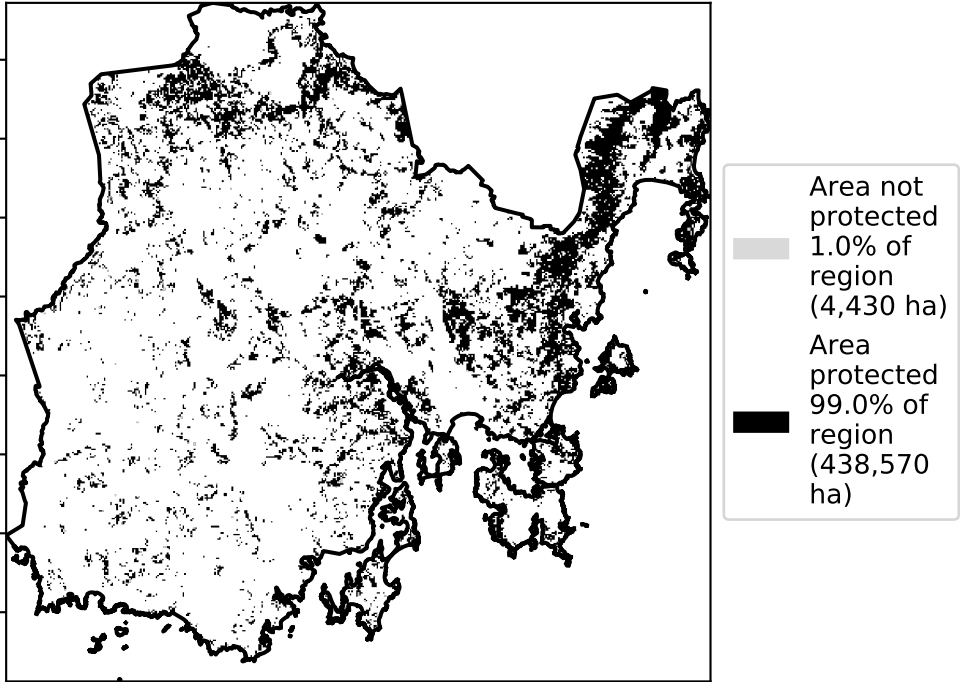 Area not
protected
1.0% of
region
(4,430 ha)
Area
protected
99.0% of
region
(438,570
ha)